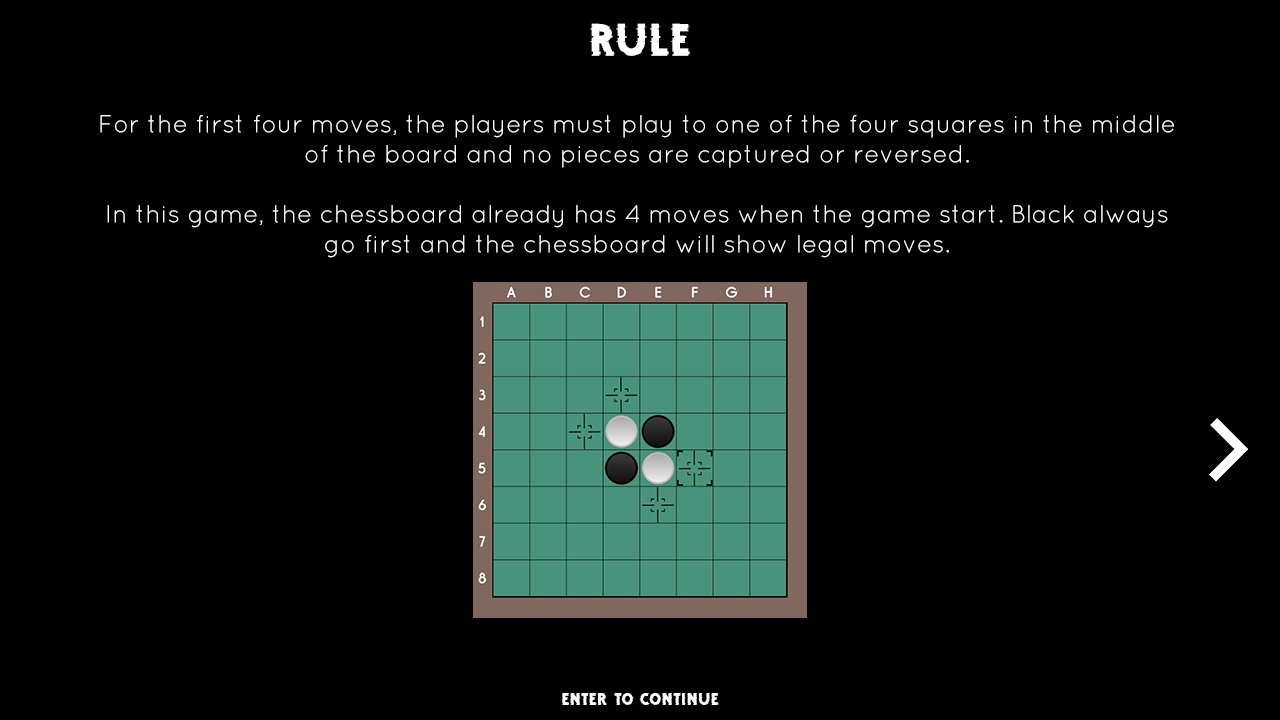 RULE
For the first four moves, the players must play to one of the four squares in the middle
of the board and no pieces are captured or reversed.
In this game, the chessboard already has 4 moves when the game start. Black always
go first and the chessboard will show legal moves.
A B C D E F G H
1
2
3
4
5
6
7
8
ENTER TO CONTINUE